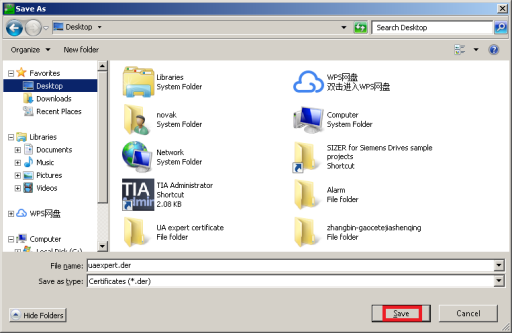 Save As
Desktop
Search Desktop
Organize
New folder
Favorites
Desktop
Downloads
Recent Places
Libraries
Documents
Music
Pictures
Videos
WPS网盘
Computer
Libraries
System Folder
WPS网盘
双击进入WPS网盘
novak
System Folder
Computer
System Folder
Network
System Folder
SIZER for Siemens Drives sample
projects
Shortcut
TIA Administrator
Shortcut
2.08 KB
Alarm
File folder
UA expert certificate
File folder
zhangbin-gaocetejiashenqing
File folder
File name: uaexpert.der
Save as type: Certificates (*.der)
Hide Folders
Save
Cancel